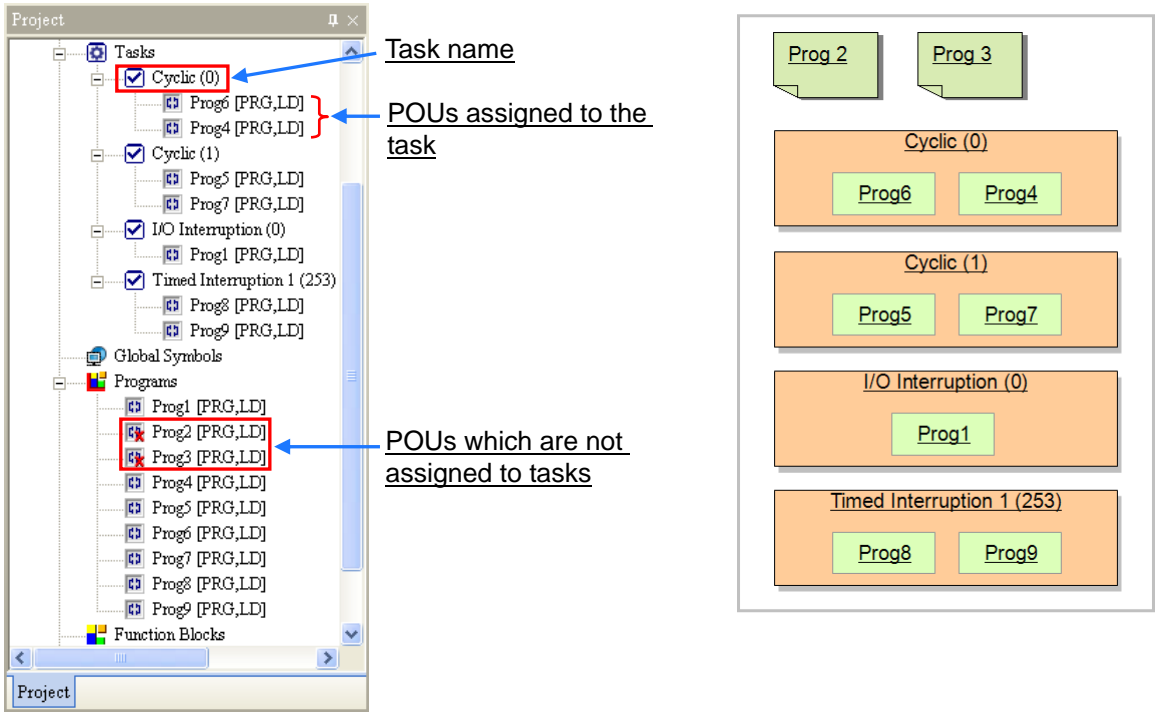 Project
Tasks
Cyclic (0)
Prog6 [PRG,LD]
Prog4 [PRG,LD]
Cyclic (1)
Prog5 [PRG,LD]
Prog7 [PRG,LD]
I/O Interruption (0)
Prog1 [PRG,LD]
Timed Interruption 1 (253)
Prog8 [PRG,LD]
Prog9 [PRG,LD]
Global Symbols
Programs
Prog1 [PRG,LD]
Prog2 [PRG,LD]
Prog3 [PRG,LD]
Prog4 [PRG,LD]
Prog5 [PRG,LD]
Prog6 [PRG,LD]
Prog7 [PRG,LD]
Prog8 [PRG,LD]
Prog9 [PRG,LD]
Function Blocks
Project
Task name
POUs assigned to the
task
POUs which are not
assigned to tasks
Prog 2
Prog 3
Cyclic (0)
Prog6
Prog4
Cyclic (1)
Prog5
Prog7
I/O Interruption (0)
Prog1
Timed Interruption 1 (253)
Prog8
Prog9